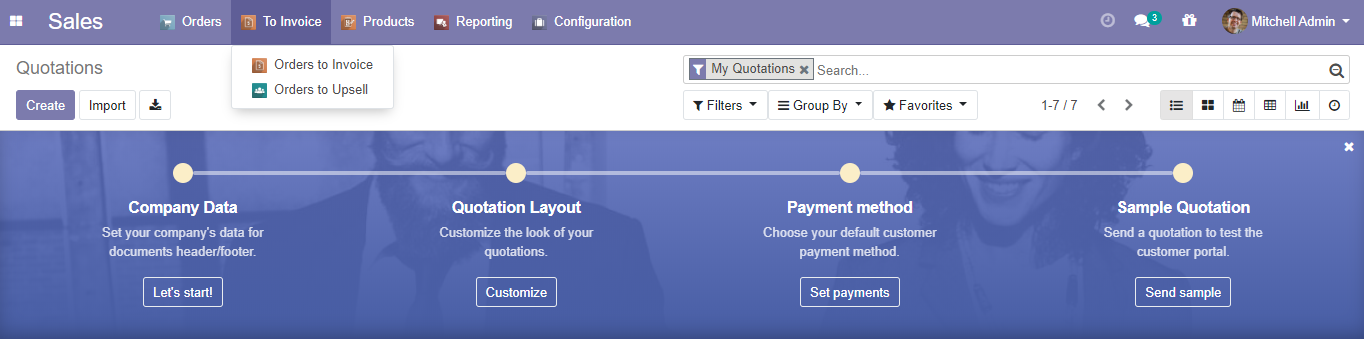 Sales
Orders
To Invoice
Products
Reporting
Configuration
3
Mitchell Admin
Orders to Invoice
Orders to Upsell
Quotations
My Quotations
Search...
Create
Import
Filters
Group By
Favorites
1-7 / 7
Company Data
Set your company's data for
documents header/footer.
Let's start!
Quotation Layout
Customize the look of your
quotations.
Customize
Payment method
Choose your default customer
payment method.
Set payments
Sample Quotation
Send a quotation to test the
customer portal.
Send sample